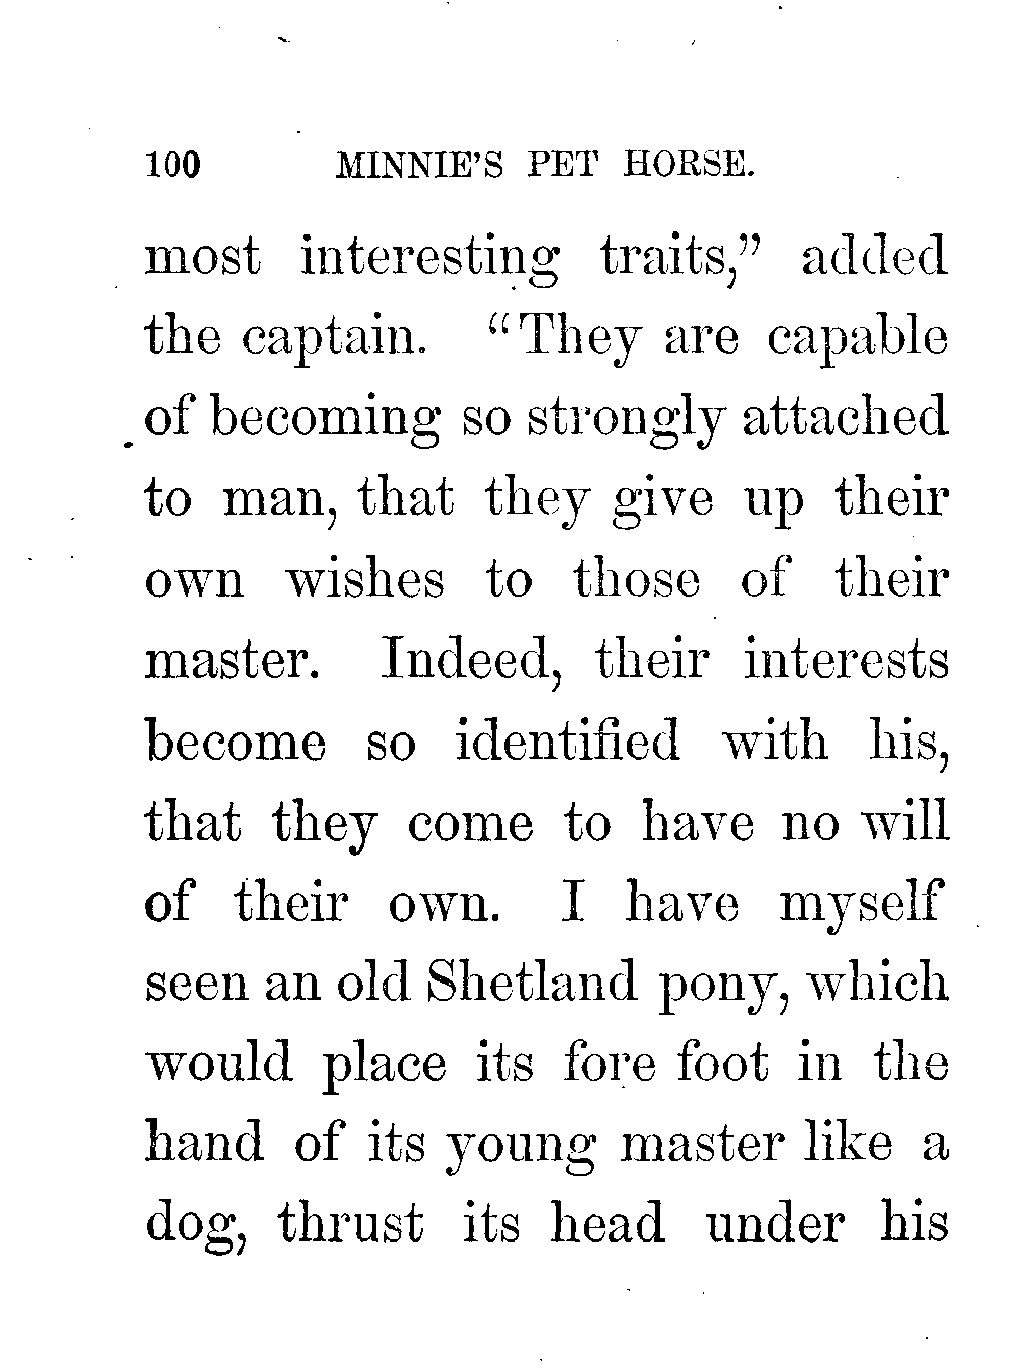 100 MINNIE'S PET HORSE.
most interesting traits," added
the captain. "They are capable
of becoming so strongly attached
to man, that they give up their
own wishes to those of their
master. Indeed, their interests
become so identified with his,
that they come to have no will
of their own. I have myself
seen an old Shetland pony, which
would place its fore foot in the
hand of its young master like a
dog, thrust its head under his